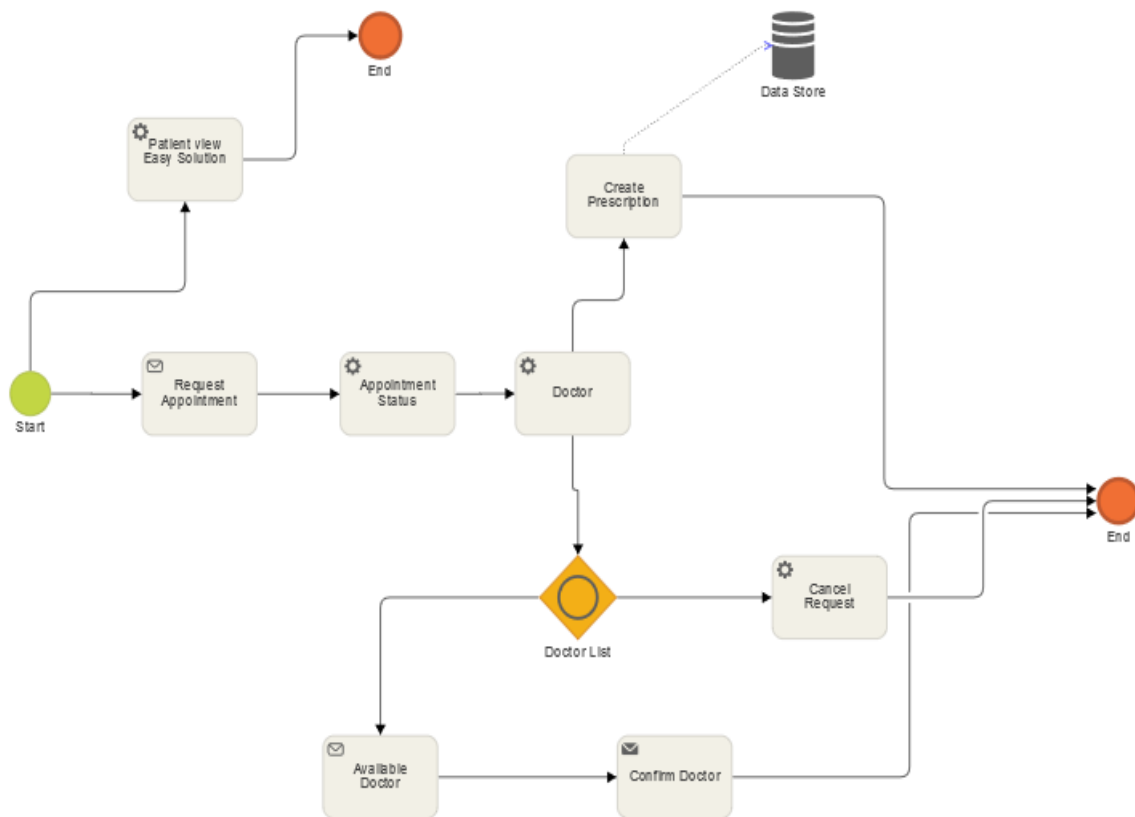 End
Data Store
Patient view
Easy Solution
Create
Prescription
Request
Appointment
Appointment
Status
Doctor
Start
End
Cancel
Request
Doctor List
Available
Doctor
Confirm Doctor